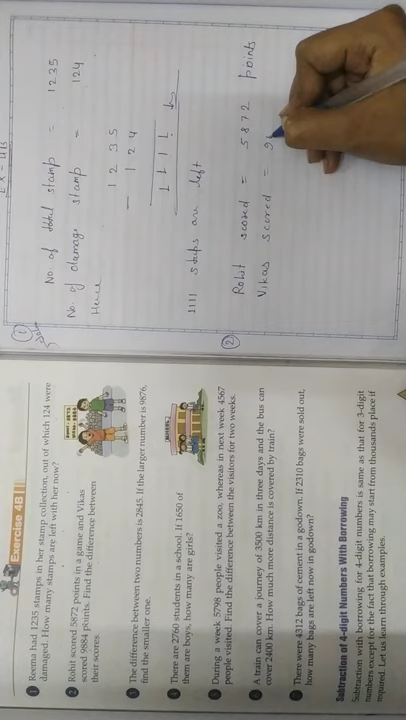 Ex - 4B
① Sol
No. of total stamp = 1235
No. of damage stamp = 124
Hence
1 2 3 5
- 1 2 4
1 1 1 1
1111 steps are left
② Rohit scored = 5872 points
Vikas scored = 9
Exercise 4B
1 Reema had 1235 stamps in her stamp collection, out of which 124 were
damaged. How many stamps are left with her now?
2 Rohit scored 5872 points in a game and Vikas
scored 9884 points. Find the difference between
their scores.
3 The difference between two numbers is 2845. If the larger number is 9876,
find the smaller one.
4 There are 2760 students in a school. If 1650 of
them are boys, how many are girls?
5 During a week 5798 people visited a zoo, whereas in next week 4567
people visited. Find the difference between the visitors for two weeks.
6 A train can cover a journey of 3500 km in three days and the bus can
cover 2400 km. How much more distance is covered by train?
7 There were 4312 bags of cement in a godown. If 2310 bags were sold out,
how many bags are left now in godown?
Subtraction of 4-digit Numbers With Borrowing
Subtraction with borrowing for 4-digit numbers is same as that for 3-digit
numbers except for the fact that borrowing may start from thousands place if
required. Let us learn through examples.